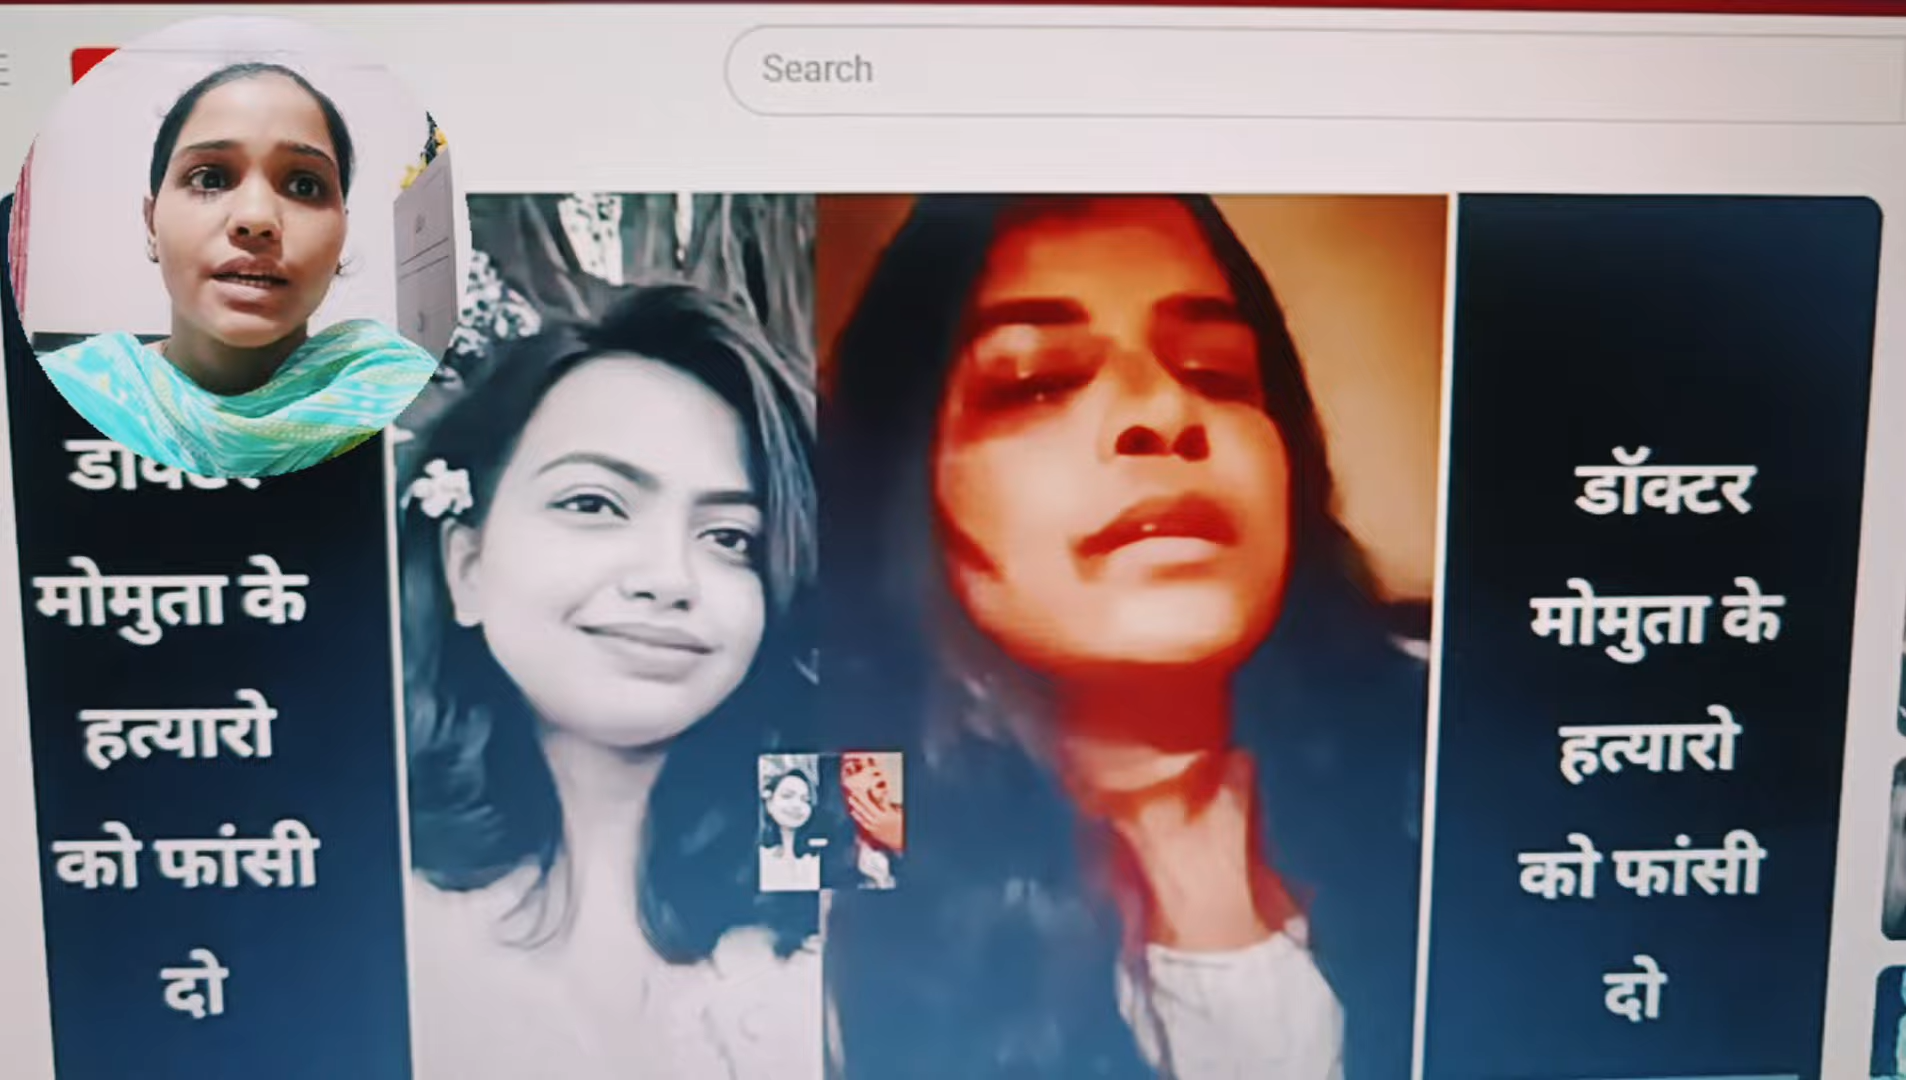 Search
मोमुता के
हत्यारो
को फांसी
दो
डॉक्टर
मोमुता के
हत्यारो
को फांसी
दो